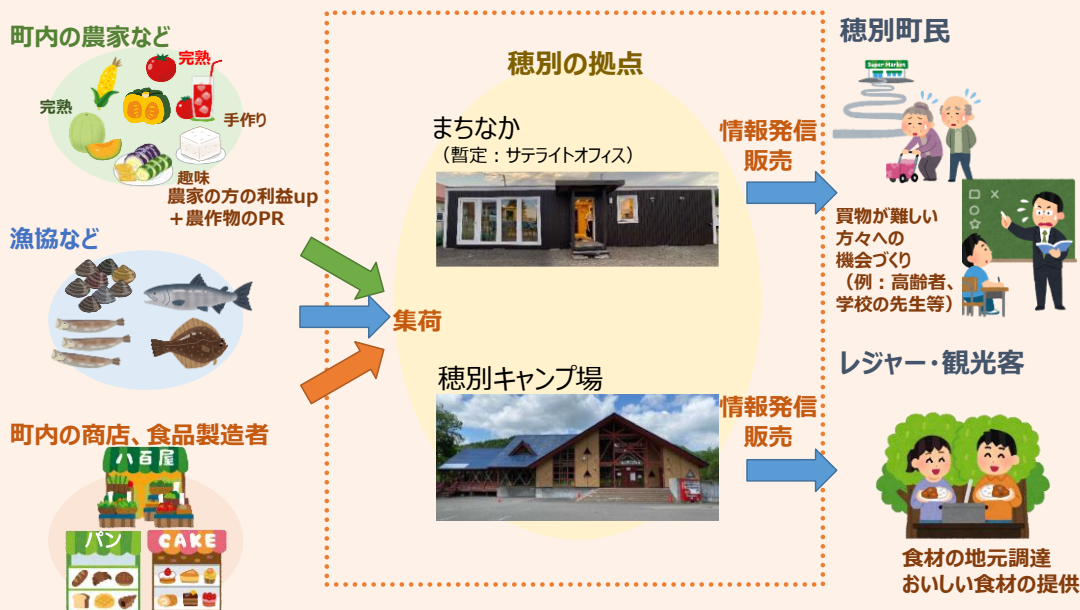 町内の農家など
完熟
完熟
手作り
趣味
農家の方の利益up
＋農作物のPR
漁協など
町内の商店、食品製造者
八百屋
パン
CAKE
集荷
穂別の拠点
まちなか
（暫定：サテライトオフィス）
穂別キャンプ場
情報発信
販売
情報発信
販売
穂別町民
Super Market
買物が難しい
方々への
機会づくり
（例：高齢者、
学校の先生等）
レジャー・観光客
食材の地元調達
おいしい食材の提供